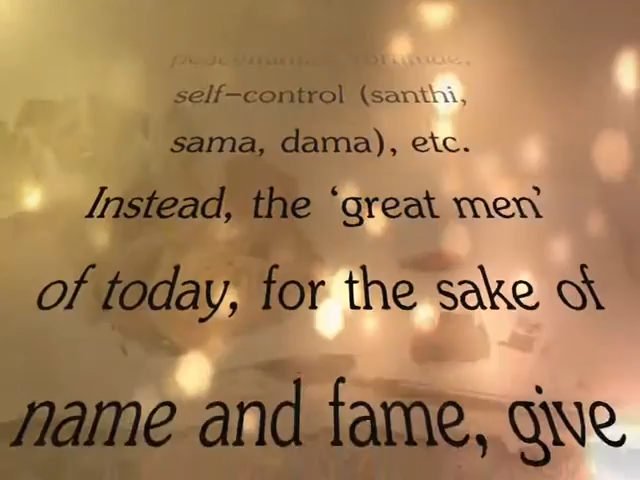 self-control (santhi,
sama, dama), etc.
Instead, the ‘great men’
of today, for the sake of
name and fame, give